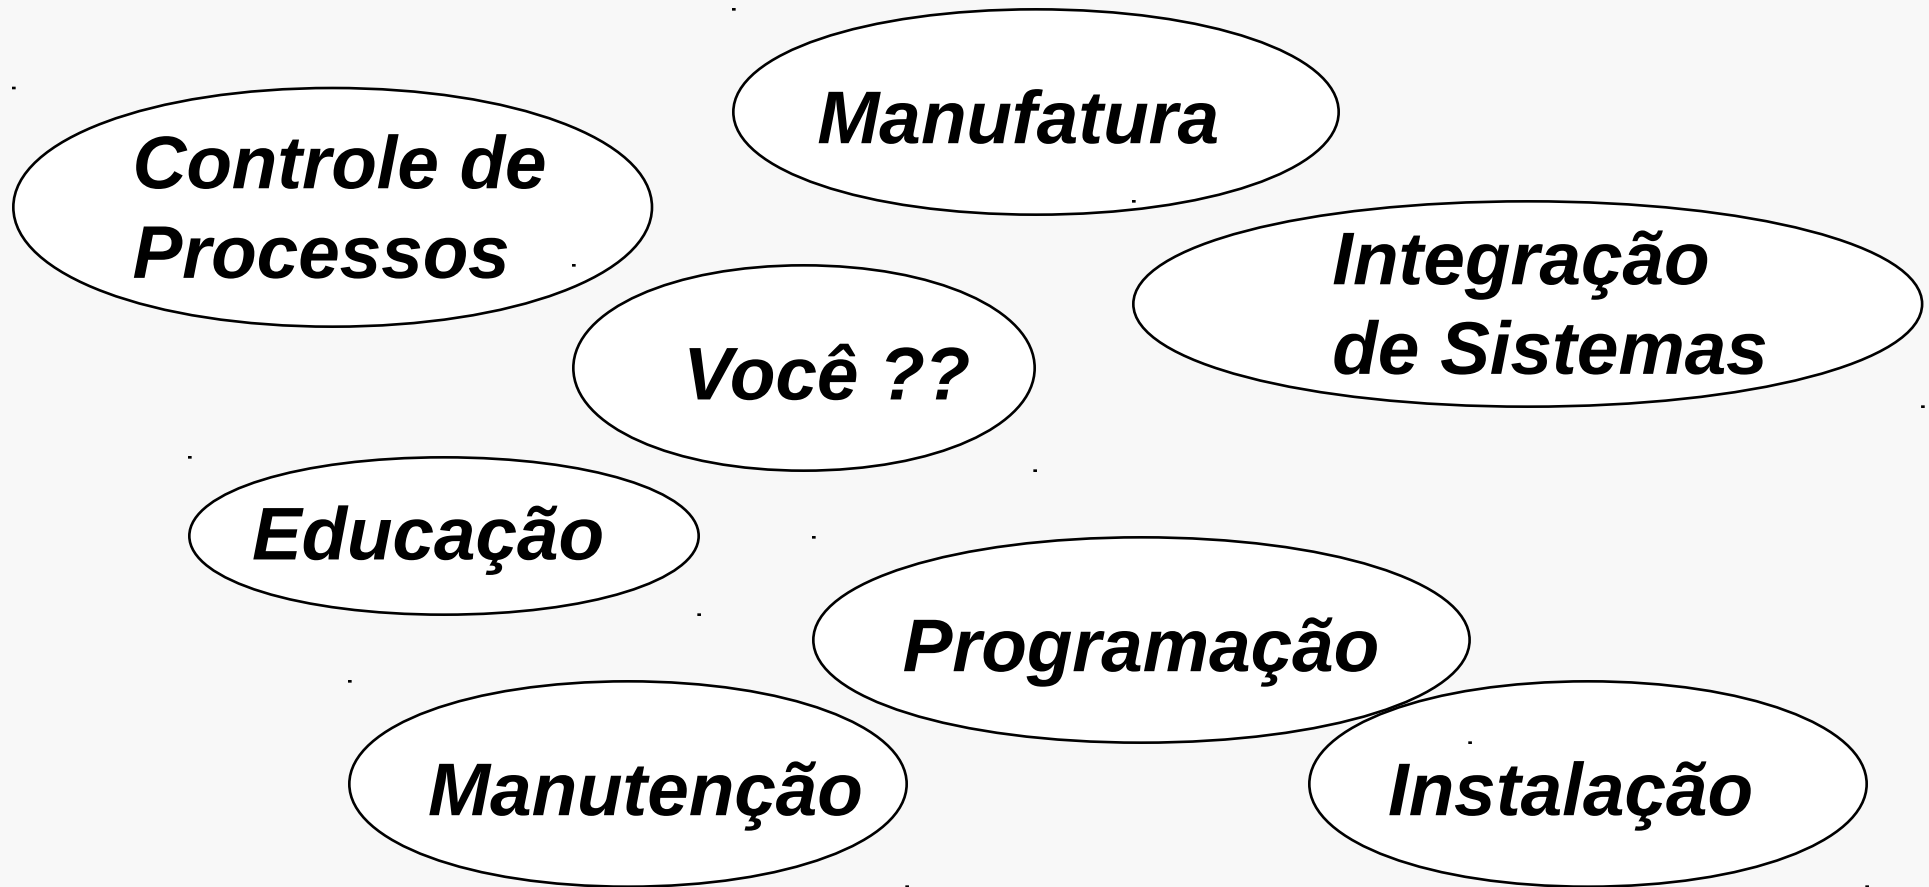 Manufatura
Controle de
Processos
Integração
de Sistemas
Você ??
Educação
Programação
Manutenção
Instalação